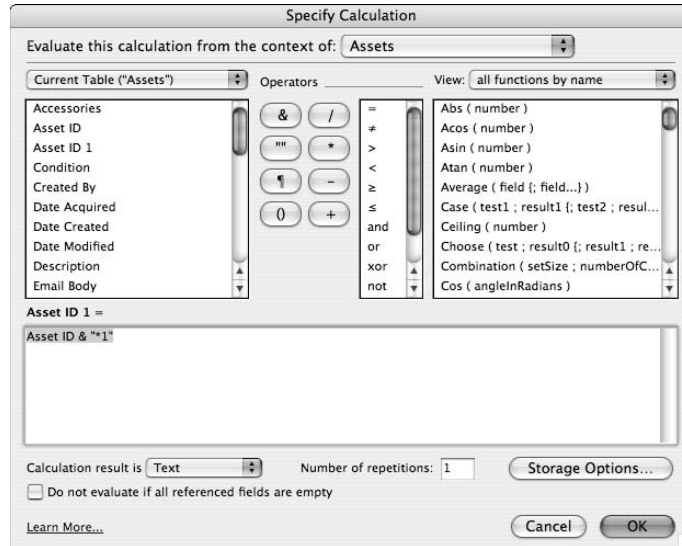 Specify Calculation
Evaluate this calculation from the context of: Assets
Current Table ("Assets")
Accessories
Asset ID
Asset ID 1
Condition
Created By
Date Acquired
Date Created
Date Modified
Description
Email Body
Operators
& /
"" *
¶ -
() +
=
≠
>
<
≥
≤
and
or
xor
not
View: all functions by name
Abs ( number )
Acos ( number )
Asin ( number )
Atan ( number )
Average ( field {; field...} )
Case ( test1 ; result1 {; test2 ; resul...
Ceiling ( number )
Choose ( test ; result0 {; result1 ; re...
Combination ( setSize ; numberOfC...
Cos ( angleInRadians )
Asset ID 1 =
Asset ID & "*1"
Calculation result is Text
Number of repetitions: 1
Storage Options...
Do not evaluate if all referenced fields are empty
Learn More...
Cancel
OK